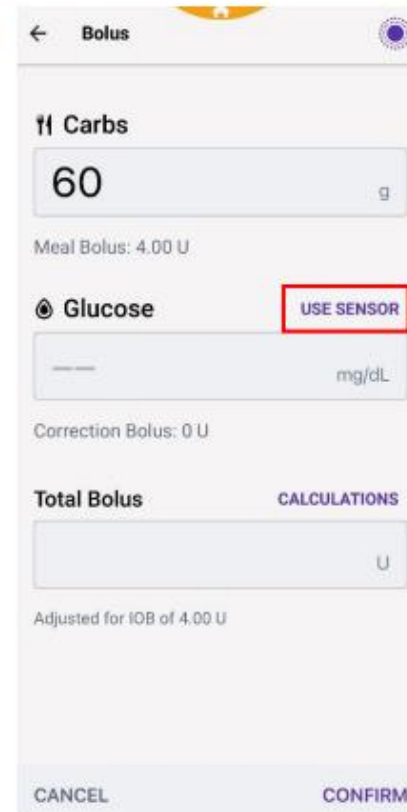 Bolus
Carbs
60 g
Meal Bolus: 4.00 U
Glucose USE SENSOR
-- mg/dL
Correction Bolus: 0 U
Total Bolus CALCULATIONS
U
Adjusted for IOB of 4.00 U
CANCEL CONFIRM